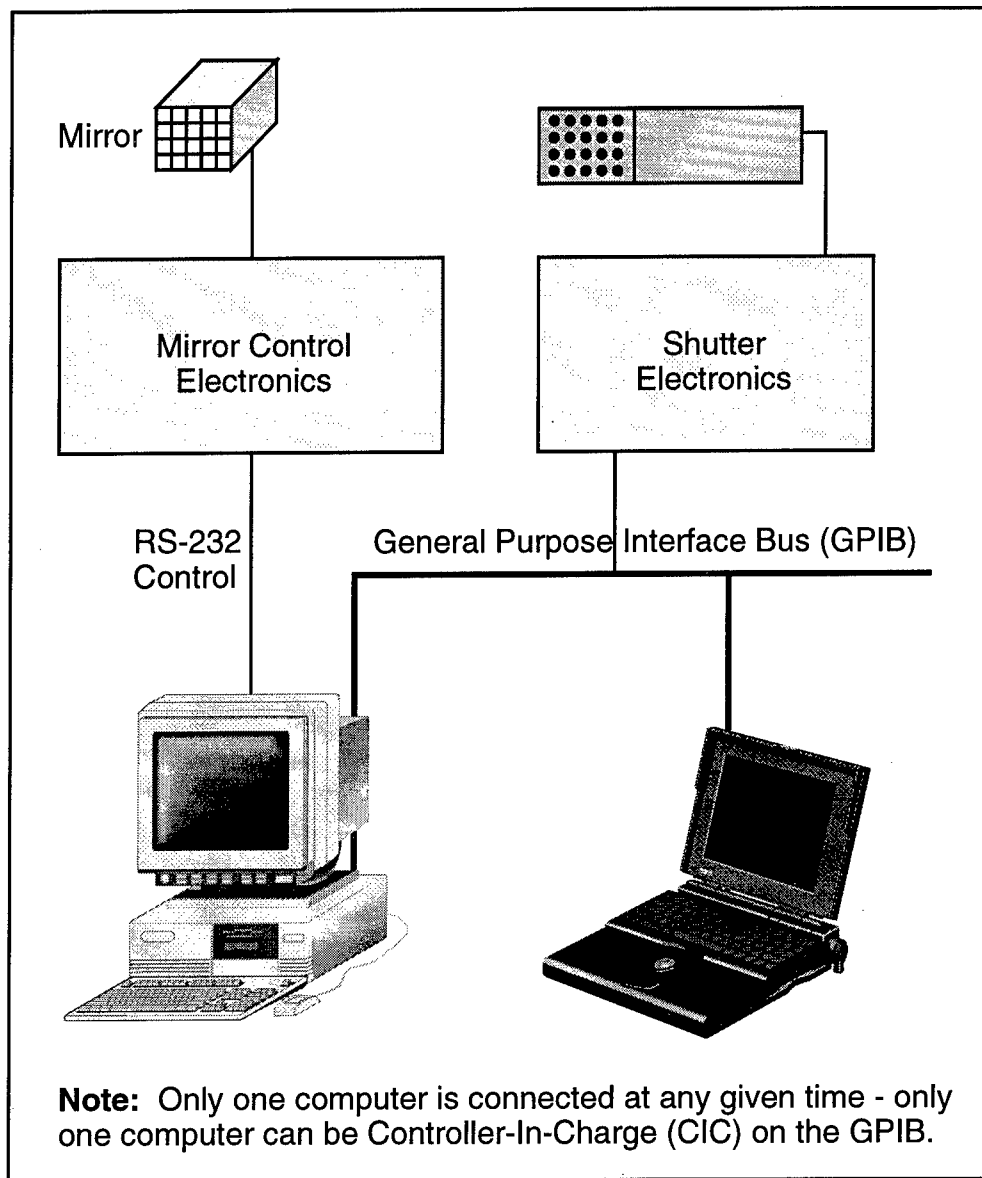 Mirror
Mirror Control
Electronics
Shutter
Electronics
RS-232
Control
General Purpose Interface Bus (GPIB)
Note: Only one computer is connected at any given time - only
one computer can be Controller-In-Charge (CIC) on the GPIB.